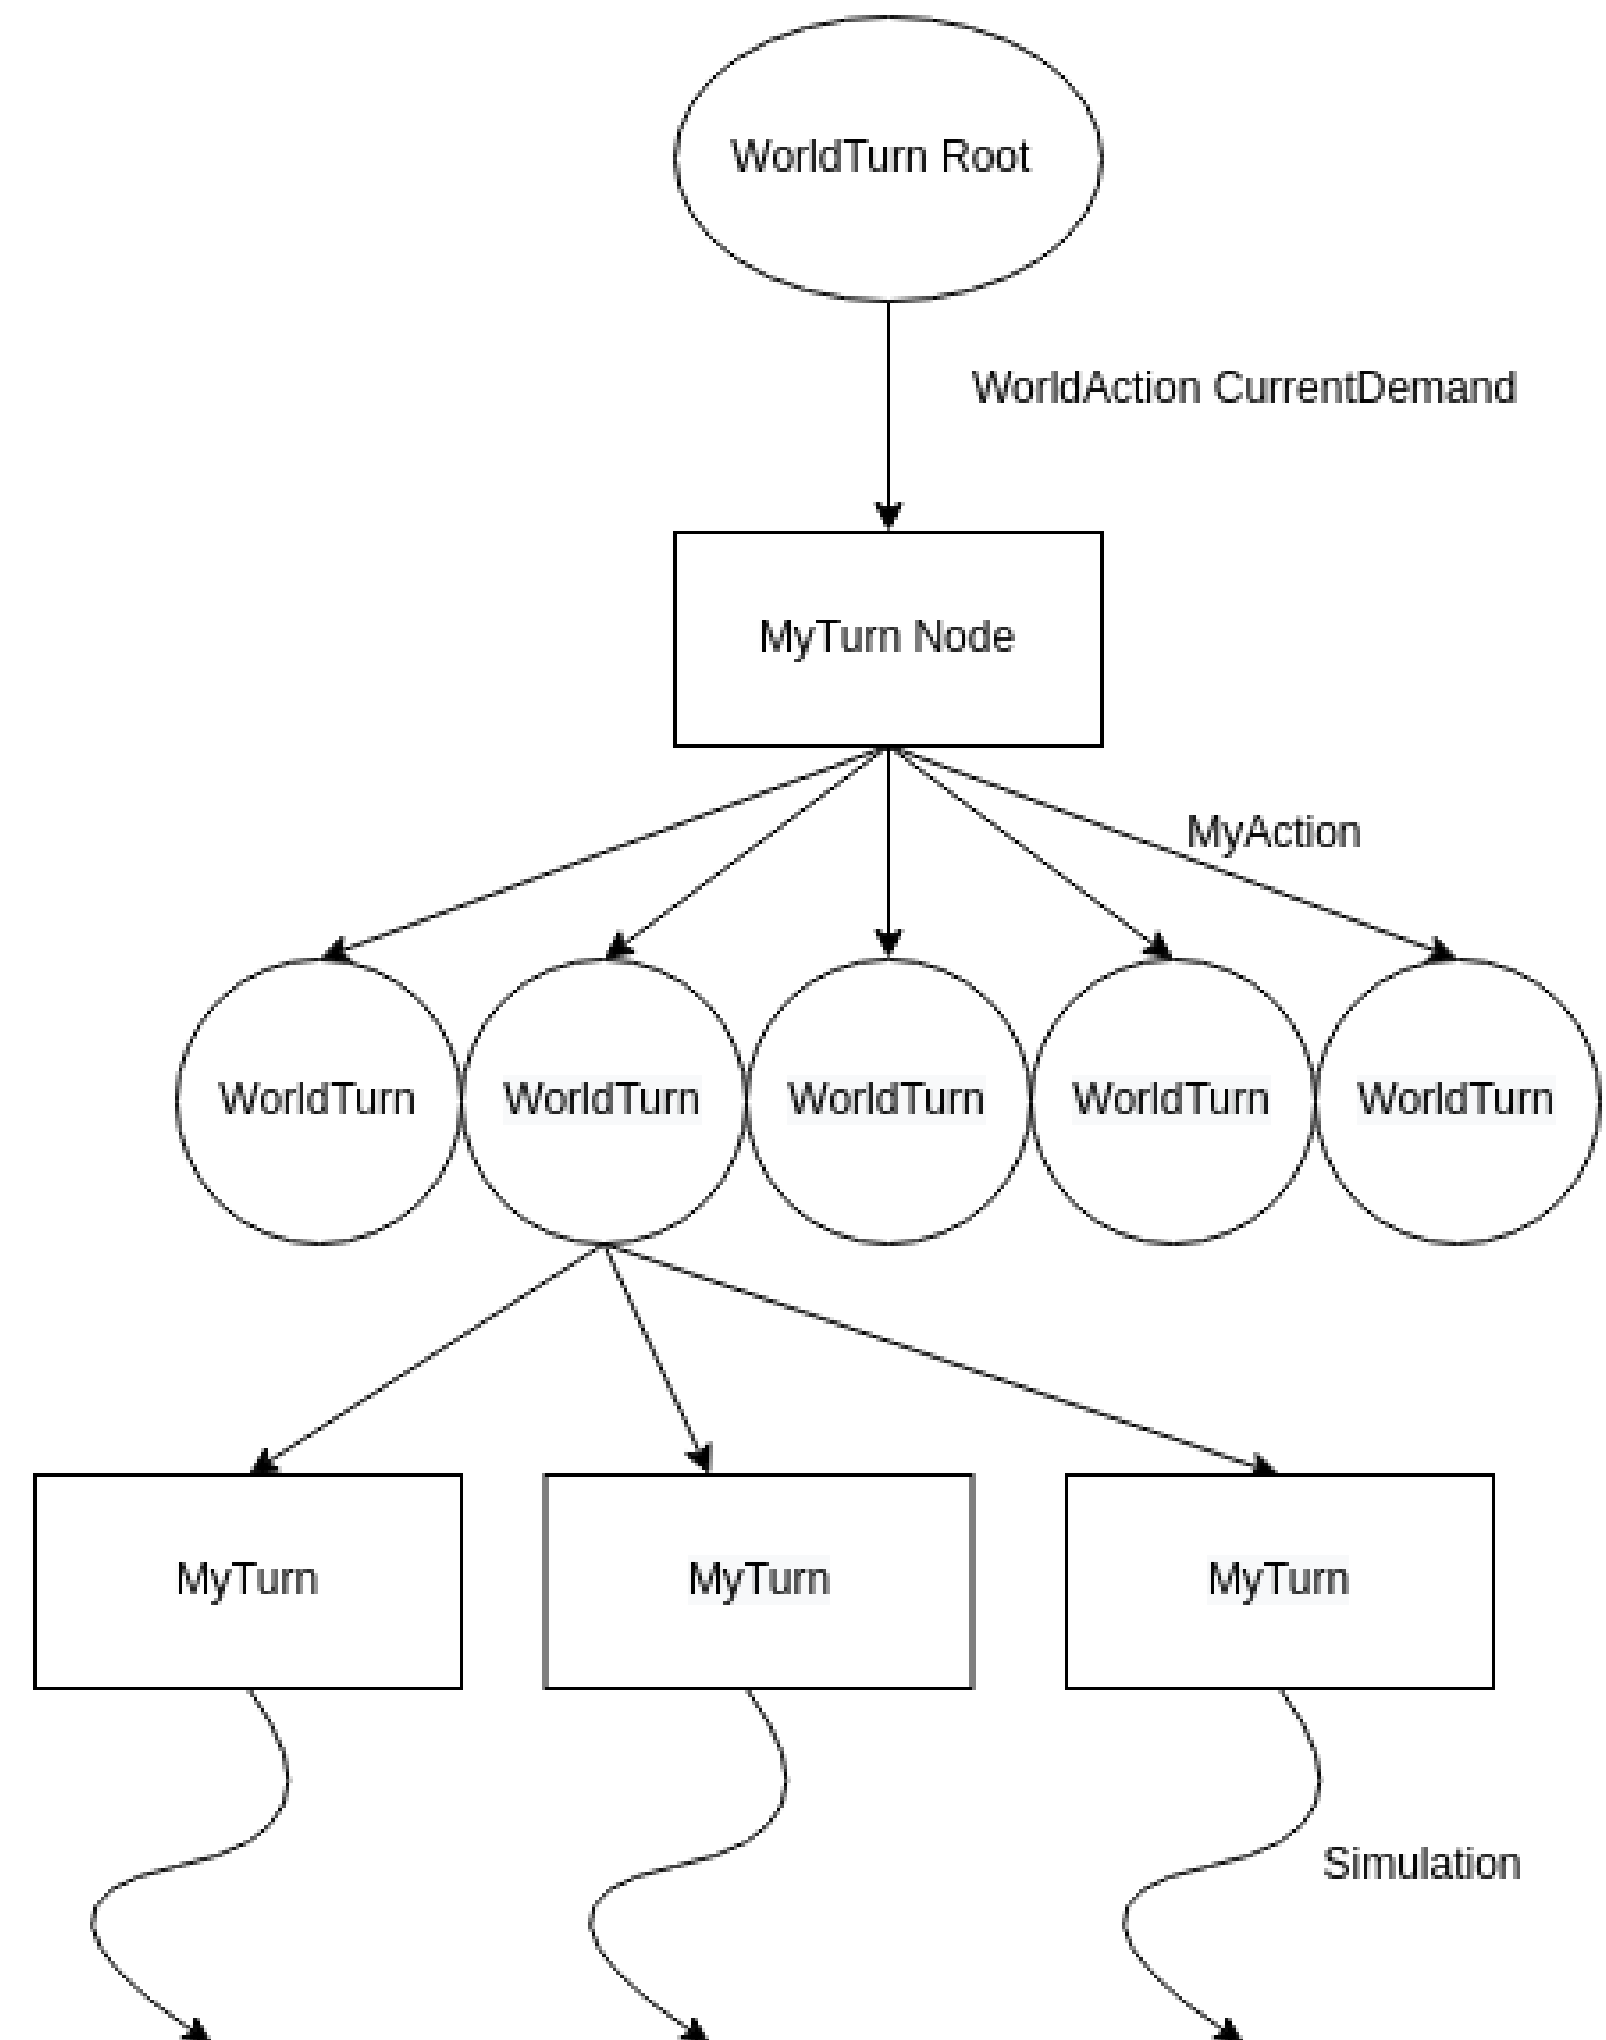 WorldTurn Root
WorldAction CurrentDemand
MyTurn Node
MyAction
WorldTurn
WorldTurn
WorldTurn
WorldTurn
WorldTurn
MyTurn
MyTurn
MyTurn
Simulation